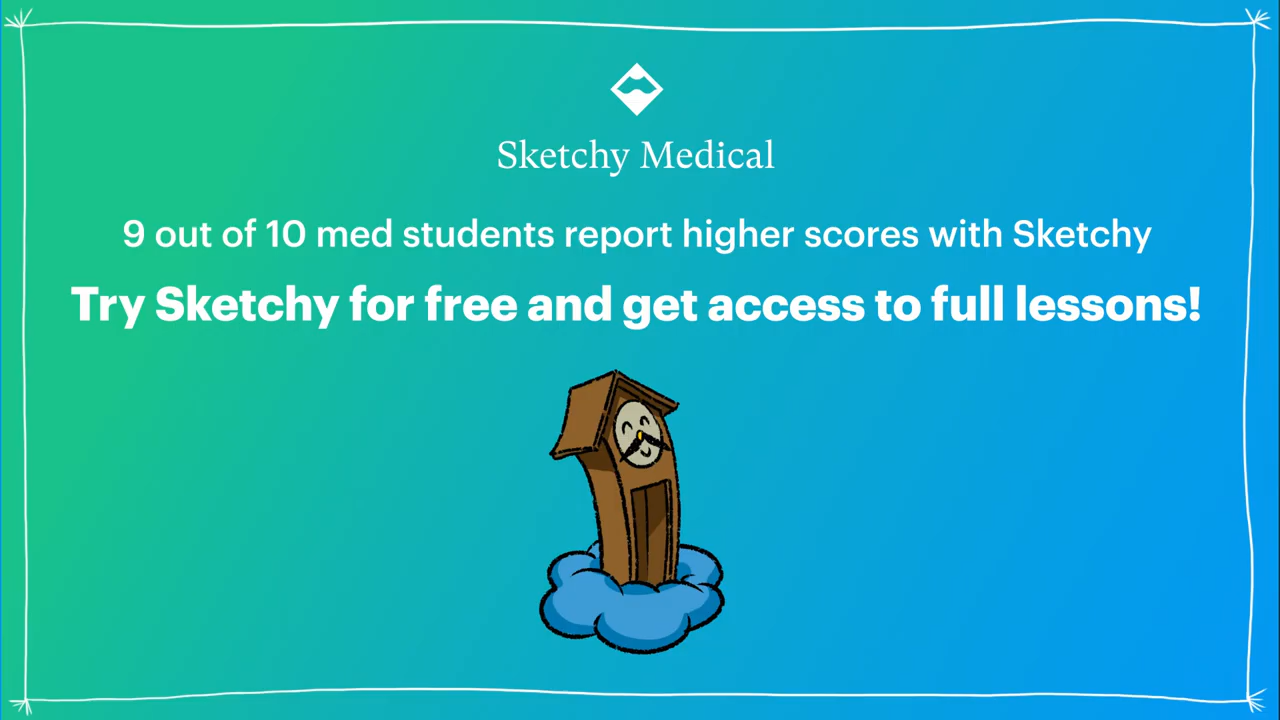 Sketchy Medical
9 out of 10 med students report higher scores with Sketchy
Try Sketchy for free and get access to full lessons!